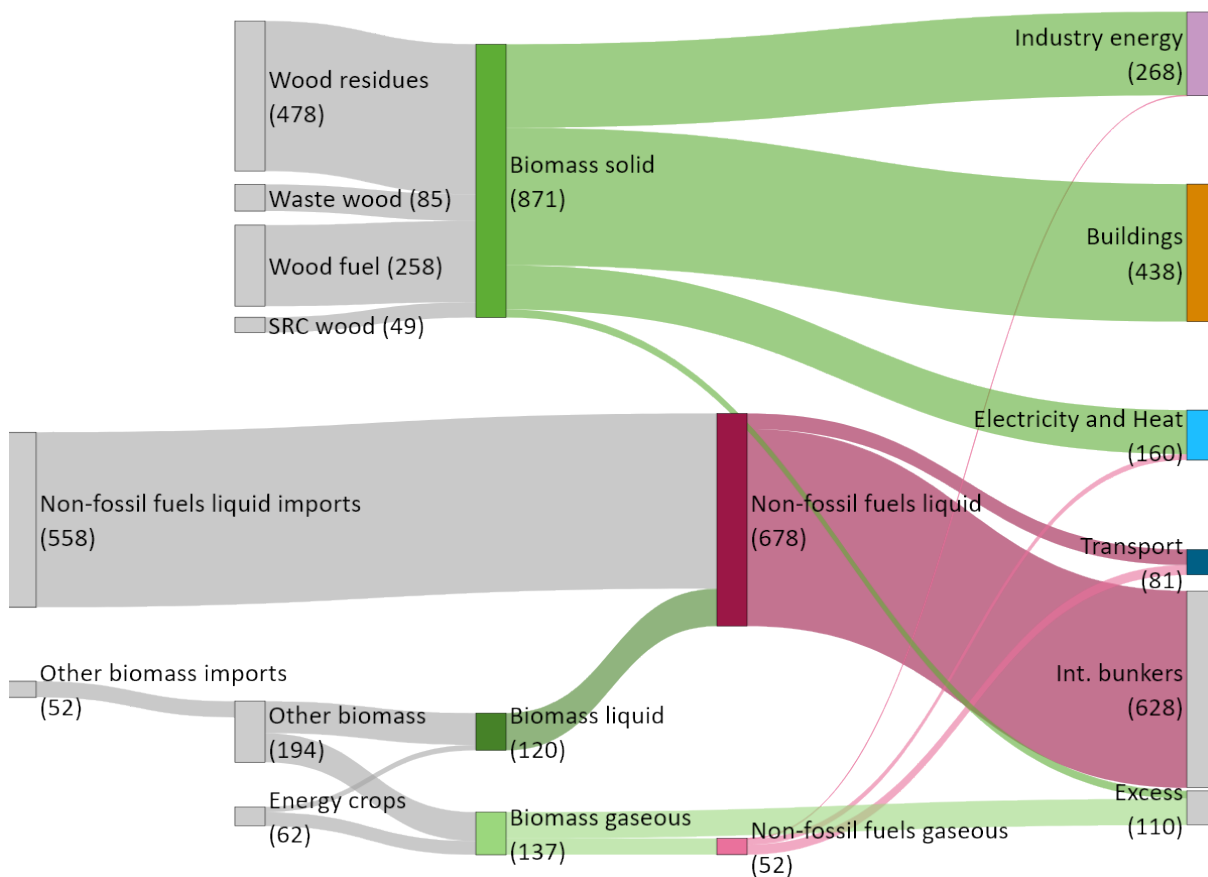 Wood residues
(478)
Industry energy
(268)
Biomass solid
(871)
Waste wood (85)
Wood fuel (258)
Buildings
(438)
SRC wood (49)
Electricity and Heat
(160)
Non-fossil fuels liquid imports
(558)
Non-fossil fuels liquid
(678)
Transport
(81)
Int. bunkers
(628)
Other biomass imports
(52)
Other biomass
(194)
Biomass liquid
(120)
Energy crops
(62)
Biomass gaseous
(137)
Non-fossil fuels gaseous
(52)
Excess
(110)